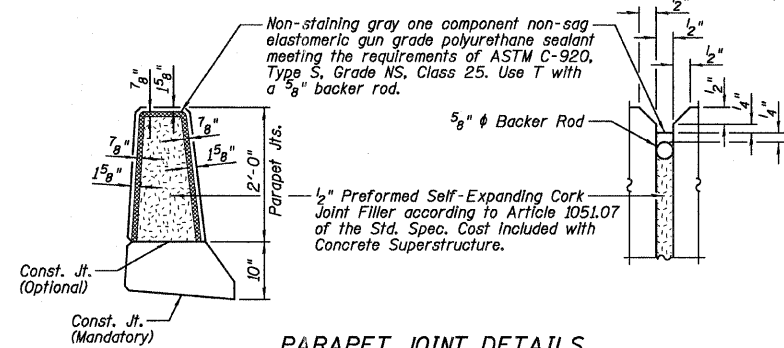 Non-staining gray one component non-sag
elastomeric gun grade polyurethane sealant
meeting the requirements of ASTM C-920,
Type S, Grade NS, Class 25. Use T with
a 5/8" backer rod.
7/8"
1 5/8"
7/8"
1 5/8"
7/8"
1 5/8"
2'-0"
Parapet Jts.
10"
Const. Jt.
(Optional)
Const. Jt.
(Mandatory)
1/2" Preformed Self-Expanding Cork
Joint Filler according to Article 1051.07
of the Std. Spec. Cost included with
Concrete Superstructure.
5/8" ϕ Backer Rod
1/2"
1/2"
1/2"
1/4"
1/4"
PARAPET JOINT DETAILS